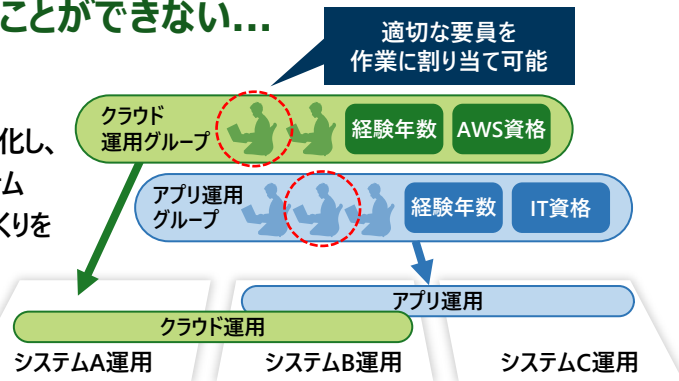 ことができない...
適切な要員を
作業に割り当て可能
クラウド
運用グループ
経験年数
AWS資格
化し、
アプリ運用
グループ
経験年数
IT資格
くりを
アプリ運用
クラウド運用
システムA運用
システムB運用
システムC運用